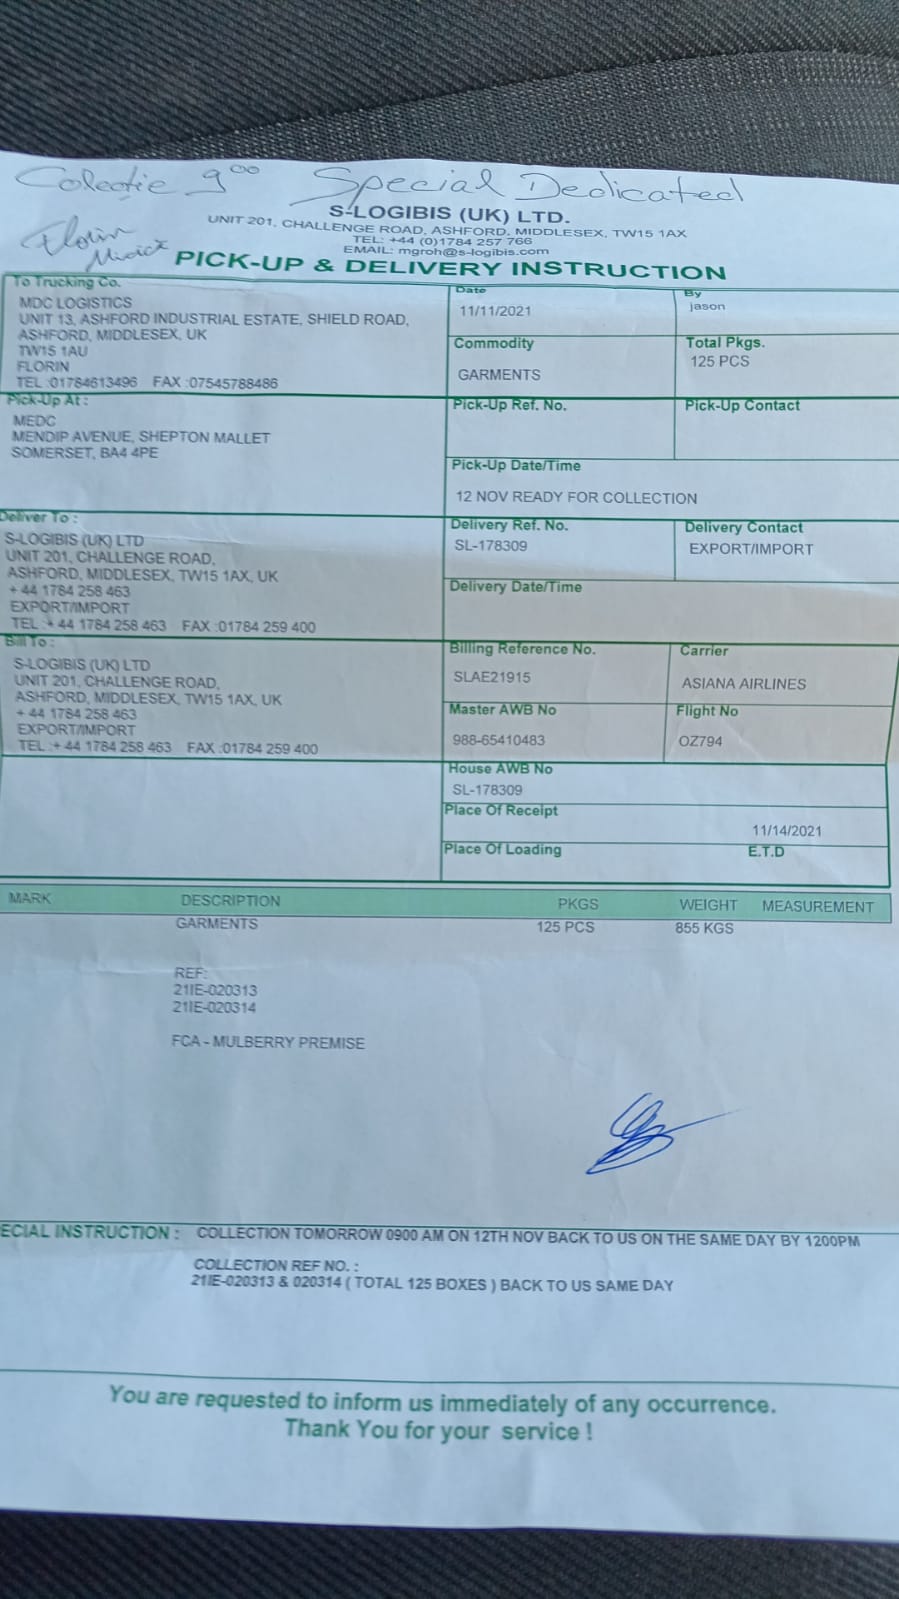 Colectie 9⁰⁰ Special Dedicated
S-LOGIBIS (UK) LTD.
UNIT 201, CHALLENGE ROAD, ASHFORD, MIDDLESEX, TW15 1AX
TEL: +44 (0)1784 257 766
EMAIL: mgroh@s-logibis.com
Florin
PICK-UP & DELIVERY INSTRUCTION
To Trucking Co.
MDC LOGISTICS
UNIT 13, ASHFORD INDUSTRIAL ESTATE, SHIELD ROAD,
ASHFORD, MIDDLESEX, UK
TW15 1AU
FLORIN
TEL :01784613496 FAX :07545788486
Date
11/11/2021
By
jason
Commodity
GARMENTS
Total Pkgs.
125 PCS
Pick-Up At :
MEDC
MENDIP AVENUE, SHEPTON MALLET
SOMERSET, BA4 4PE
Pick-Up Ref. No.
Pick-Up Contact
Pick-Up Date/Time
12 NOV READY FOR COLLECTION
Deliver To :
S-LOGIBIS (UK) LTD
UNIT 201, CHALLENGE ROAD,
ASHFORD, MIDDLESEX, TW15 1AX, UK
+ 44 1784 258 463
EXPORT/IMPORT
TEL :+ 44 1784 258 463 FAX :01784 259 400
Delivery Ref. No.
SL-178309
Delivery Contact
EXPORT/IMPORT
Delivery Date/Time
Bill To :
S-LOGIBIS (UK) LTD
UNIT 201, CHALLENGE ROAD,
ASHFORD, MIDDLESEX, TW15 1AX, UK
+ 44 1784 258 463
EXPORT/IMPORT
TEL :+ 44 1784 258 463 FAX :01784 259 400
Billing Reference No.
SLAE21915
Carrier
ASIANA AIRLINES
Master AWB No
988-65410483
Flight No
OZ794
House AWB No
SL-178309
Place Of Receipt
11/14/2021
Place Of Loading
E.T.D
MARK DESCRIPTION PKGS WEIGHT MEASUREMENT
GARMENTS 125 PCS 855 KGS
REF:
21IE-020313
21IE-020314
FCA - MULBERRY PREMISE
ECIAL INSTRUCTION : COLLECTION TOMORROW 0900 AM ON 12TH NOV BACK TO US ON THE SAME DAY BY 1200PM
COLLECTION REF NO. :
21IE-020313 & 020314 ( TOTAL 125 BOXES ) BACK TO US SAME DAY
You are requested to inform us immediately of any occurrence.
Thank You for your service !